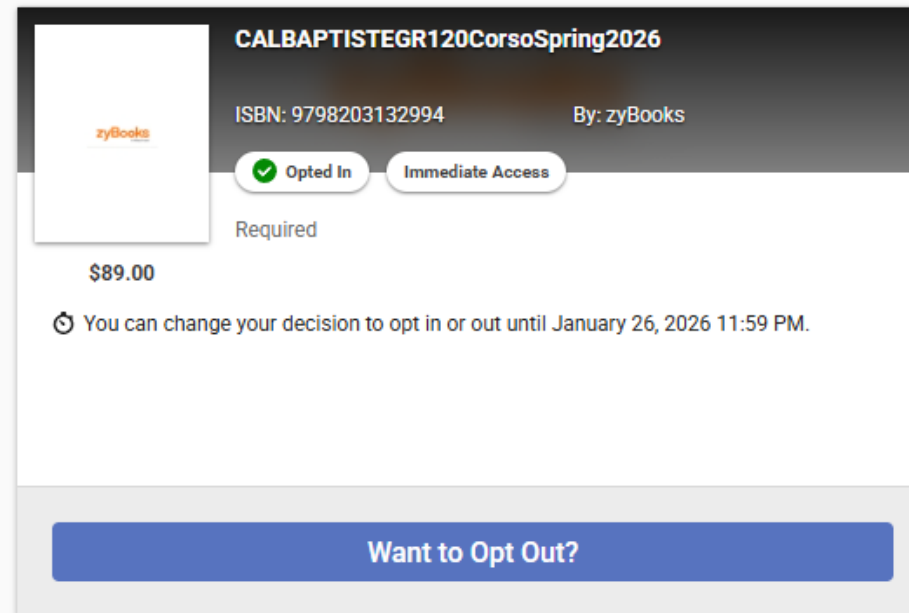 CALBAPTISTEGR120CorsoSpring2026
ISBN: 9798203132994 By: zyBooks
zyBooks
Opted In Immediate Access
Required
$89.00
You can change your decision to opt in or out until January 26, 2026 11:59 PM.
Want to Opt Out?